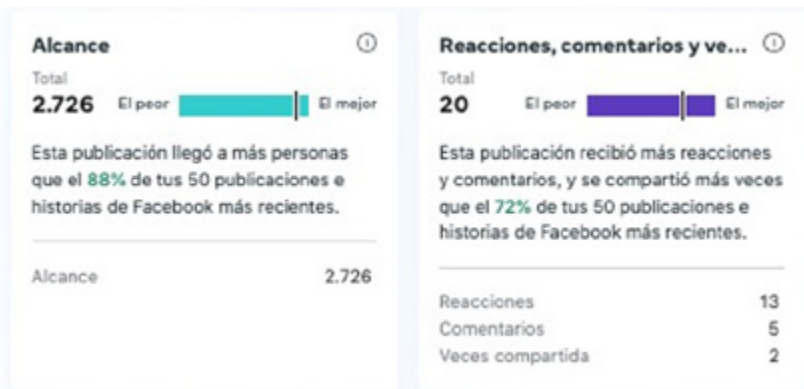 Alcance
Total
2.726 El peor El mejor
Esta publicación llegó a más personas
que el 88% de tus 50 publicaciones e
historias de Facebook más recientes.
Alcance 2.726
Reacciones, comentarios y ve...
Total
20 El peor El mejor
Esta publicación recibió más reacciones
y comentarios, y se compartió más veces
que el 72% de tus 50 publicaciones e
historias de Facebook más recientes.
Reacciones 13
Comentarios 5
Veces compartida 2